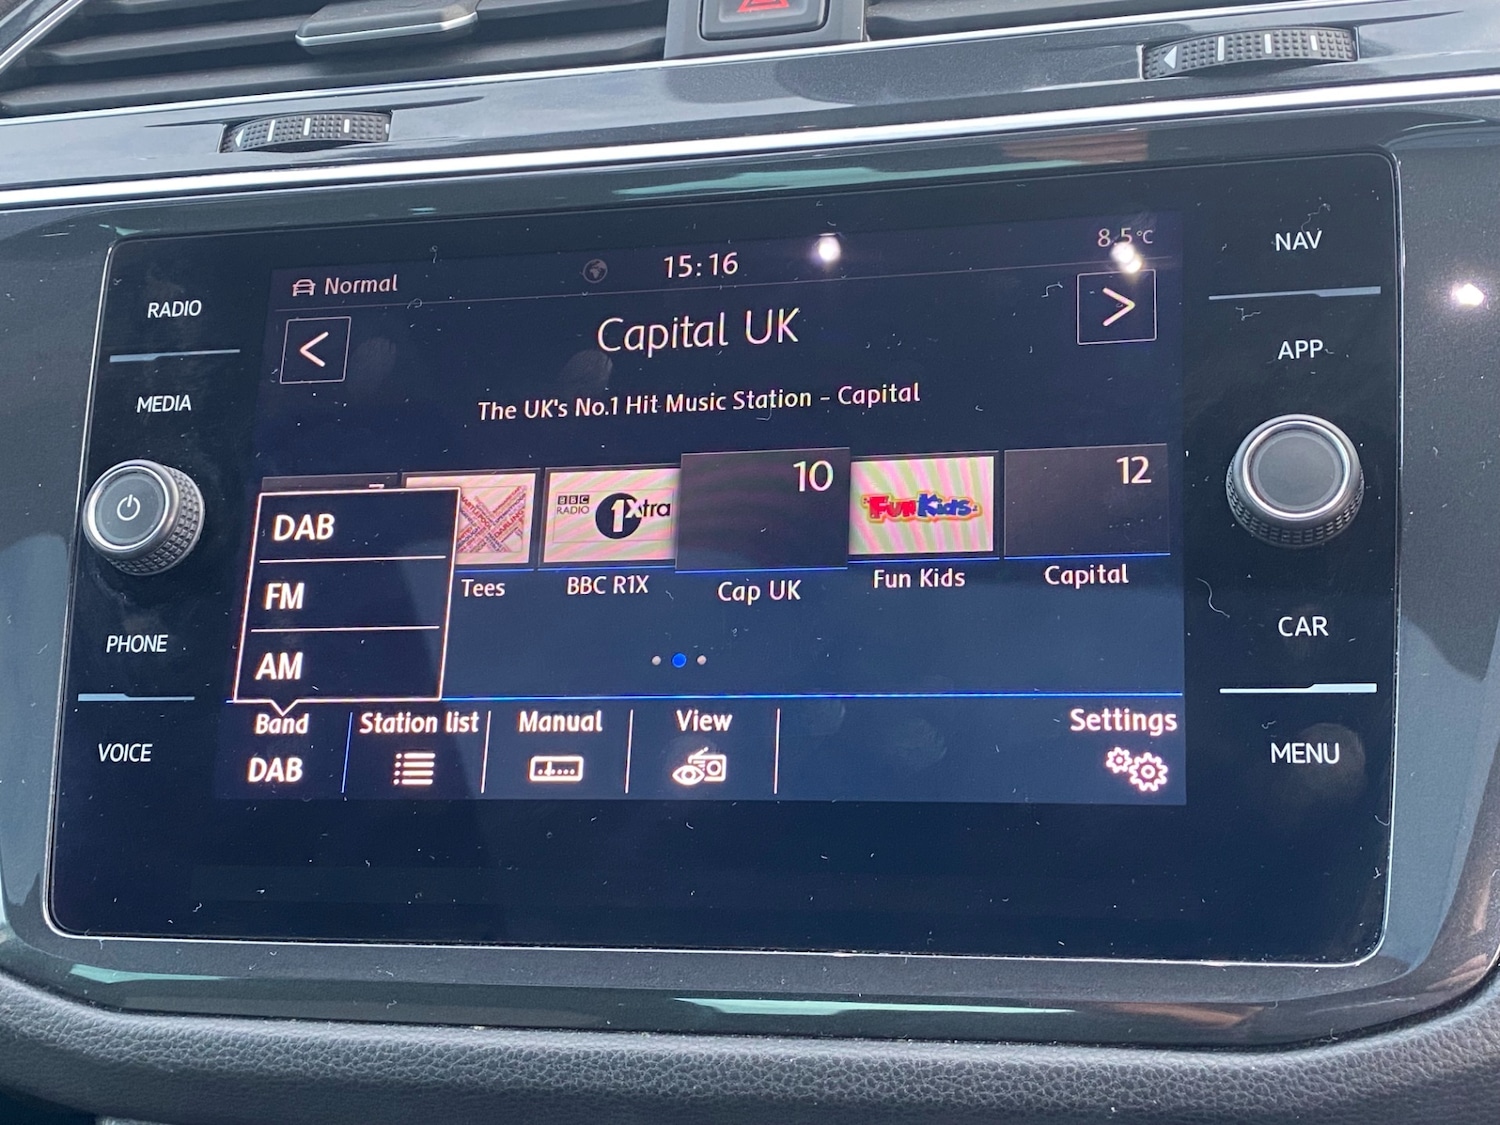 Normal
15:16
8.5°C
NAV
RADIO
Capital UK
APP
MEDIA
The UK's No.1 Hit Music Station - Capital
7
BBC
RADIO
1Xtra
10
Fun Kids
12
DAB
Tees
BBC R1X
Cap UK
Fun Kids
Capital
FM
PHONE
AM
CAR
Band
Station list
Manual
View
Settings
VOICE
DAB
MENU